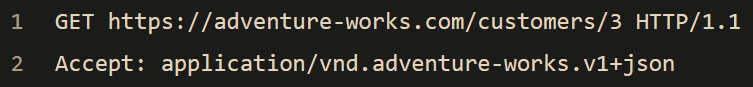 1 GET https://adventure-works.com/customers/3 HTTP/1.1
2 Accept: application/vnd.adventure-works.v1+json